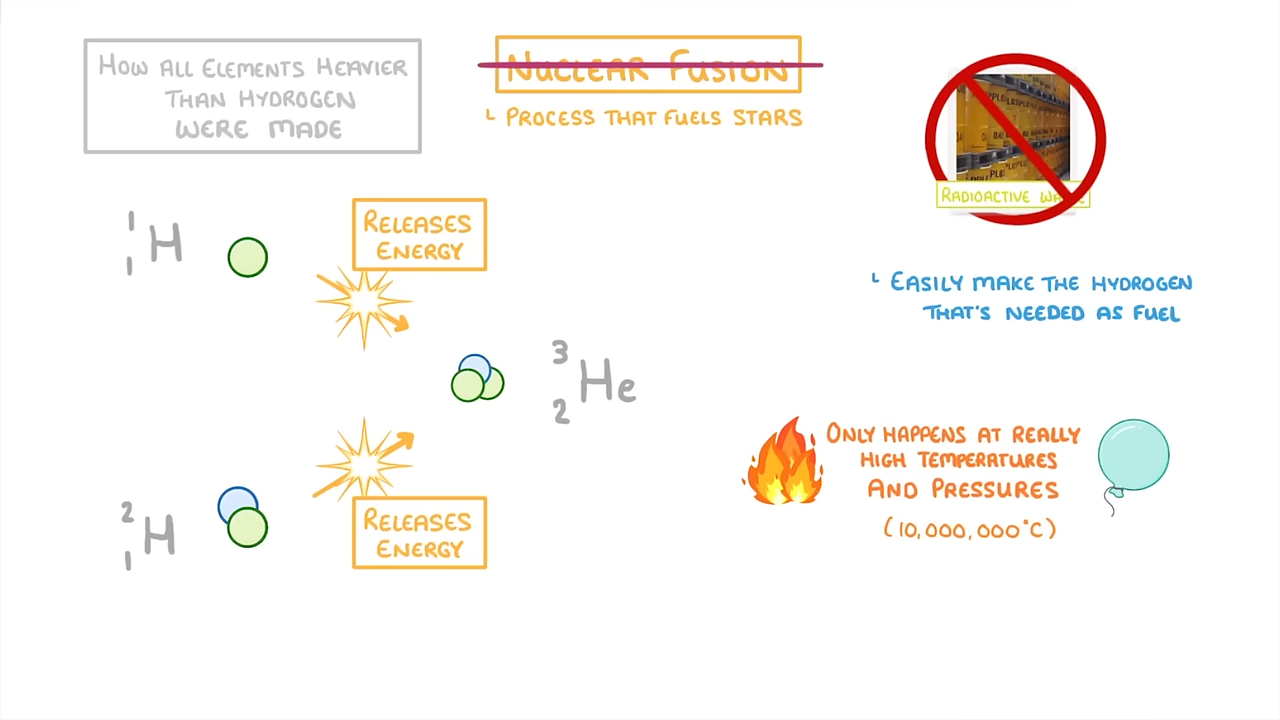 HOW ALL ELEMENTS HEAVIER
THAN HYDROGEN
WERE MADE
NUCLEAR FUSION
└ PROCESS THAT FUELS STARS
RADIOACTIVE
└ EASILY MAKE THE HYDROGEN
THAT'S NEEDED AS FUEL
1
1 H
RELEASES
ENERGY
3
2 He
2
1 H
RELEASES
ENERGY
ONLY HAPPENS AT REALLY
HIGH TEMPERATURES
AND PRESSURES
(10,000,000°C)